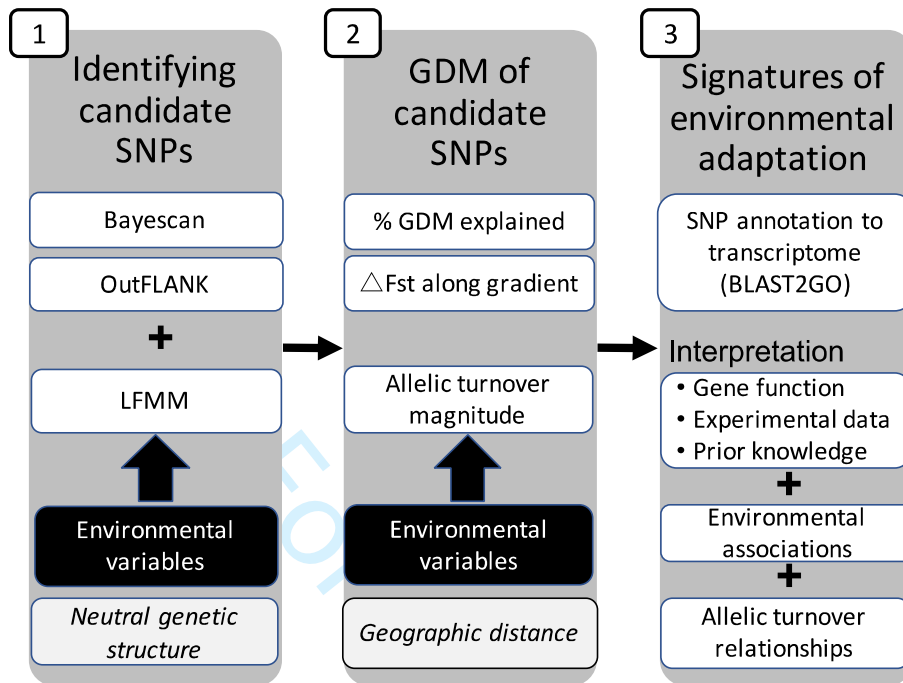 1
Identifying
candidate
SNPs
Bayescan
OutFLANK
+
LFMM
Environmental
variables
Neutral genetic
structure
2
GDM of
candidate
SNPs
% GDM explained
△Fst along gradient
Allelic turnover
magnitude
Environmental
variables
Geographic distance
3
Signatures of
environmental
adaptation
SNP annotation to
transcriptome
(BLAST2GO)
Interpretation
• Gene function
• Experimental data
• Prior knowledge
+
Environmental
associations
+
Allelic turnover
relationships